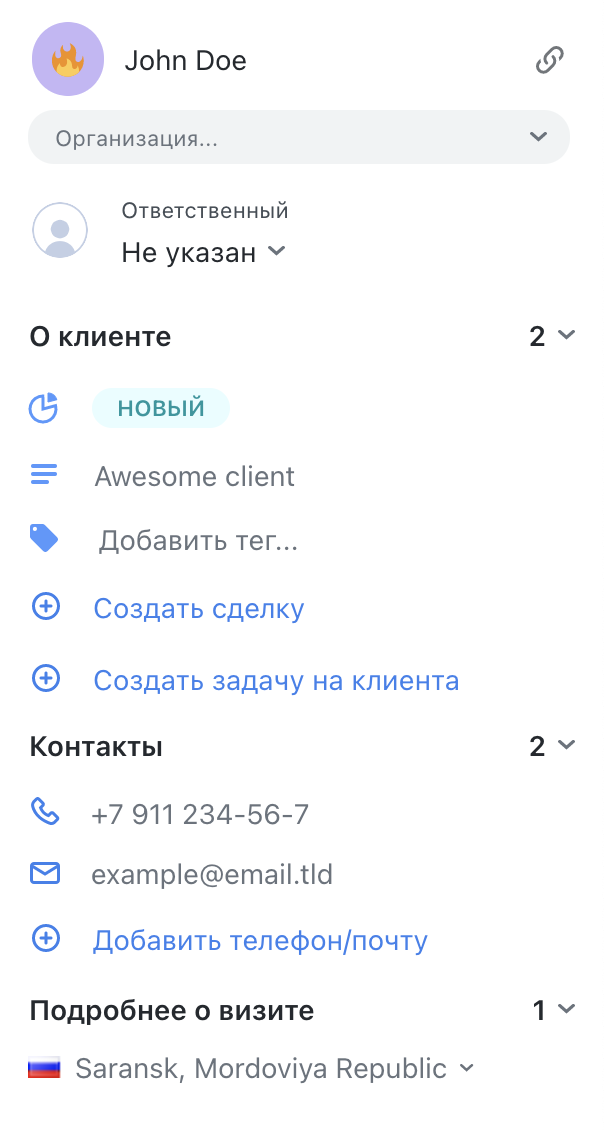 John Doe
Организация...
Ответственный
Не указан
О клиенте 2
НОВЫЙ
Awesome client
Добавить тег...
Создать сделку
Создать задачу на клиента
Контакты 2
+7 911 234-56-7
example@email.tld
Добавить телефон/почту
Подробнее о визите 1
Saransk, Mordoviya Republic